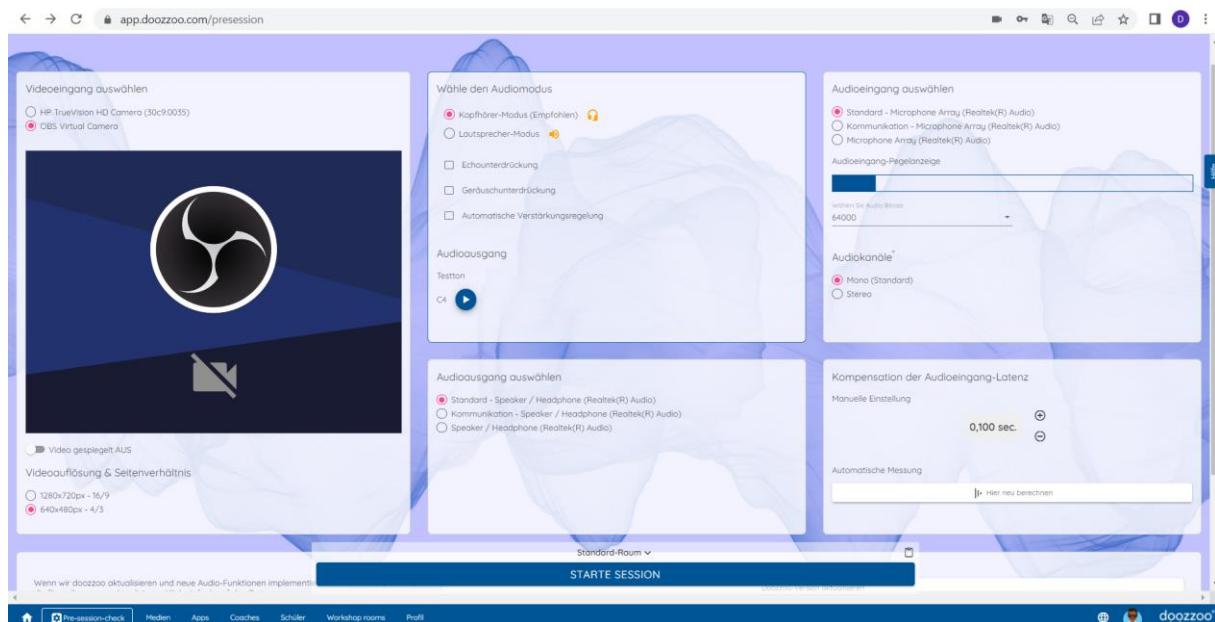 app.doozzoo.com/presession
D
Videoeingang auswählen
HP TrueVision HD Camera (30c9:0035)
OBS Virtual Camera
Video gespiegelt AUS
Videoauflösung & Seitenverhältnis
1280x720px - 16/9
640x480px - 4/3
Wähle den Audiomodus
Kopfhörer-Modus (Empfohlen)
Lautsprecher-Modus
Echounterdrückung
Geräuschunterdrückung
Automatische Verstärkungsregelung
Audioausgang
Testton
C4
Audioausgang auswählen
Standard - Speaker / Headphone (Realtek(R) Audio)
Kommunikation - Speaker / Headphone (Realtek(R) Audio)
Speaker / Headphone (Realtek(R) Audio)
Audioeingang auswählen
Standard - Microphone Array (Realtek(R) Audio)
Kommunikation - Microphone Array (Realtek(R) Audio)
Microphone Array (Realtek(R) Audio)
Audioeingang-Pegelanzeige
Wählen Sie Audio Bitrate
64000
Audiokanäle*
Mono (Standard)
Stereo
Hilfe
Kompensation der Audioeingang-Latenz
Manuelle Einstellung
0,100 sec.
Automatische Messung
Hier neu berechnen
Standard-Raum
STARTE SESSION
Wenn wir doozzoo aktualisieren und neue Audio-Funktionen
Pre-session-check Medien Apps Coaches Schüler Workshop rooms Profil
doozzoo